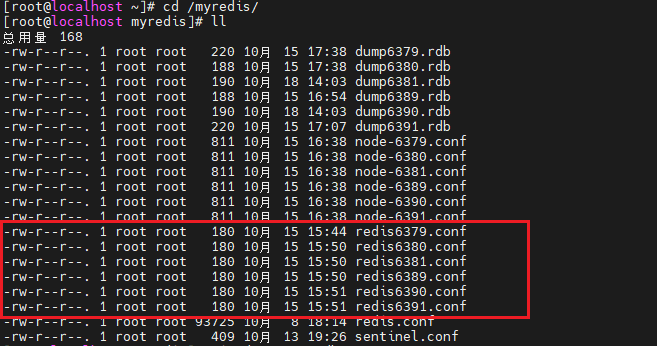 [root@localhost ~]# cd /myredis/
[root@localhost myredis]# ll
总用量 168
-rw-r--r--. 1 root root   220 10月  15 17:38 dump6379.rdb
-rw-r--r--. 1 root root   188 10月  15 17:38 dump6380.rdb
-rw-r--r--. 1 root root   190 10月  18 14:03 dump6381.rdb
-rw-r--r--. 1 root root   188 10月  15 16:54 dump6389.rdb
-rw-r--r--. 1 root root   190 10月  18 14:03 dump6390.rdb
-rw-r--r--. 1 root root   220 10月  15 17:07 dump6391.rdb
-rw-r--r--. 1 root root   811 10月  15 16:38 node-6379.conf
-rw-r--r--. 1 root root   811 10月  15 16:38 node-6380.conf
-rw-r--r--. 1 root root   811 10月  15 16:38 node-6381.conf
-rw-r--r--. 1 root root   811 10月  15 16:38 node-6389.conf
-rw-r--r--. 1 root root   811 10月  15 16:38 node-6390.conf
-rw-r--r--. 1 root root   811 10月  15 16:38 node-6391.conf
-rw-r--r--. 1 root root   180 10月  15 15:44 redis6379.conf
-rw-r--r--. 1 root root   180 10月  15 15:50 redis6380.conf
-rw-r--r--. 1 root root   180 10月  15 15:50 redis6381.conf
-rw-r--r--. 1 root root   180 10月  15 15:50 redis6389.conf
-rw-r--r--. 1 root root   180 10月  15 15:51 redis6390.conf
-rw-r--r--. 1 root root   180 10月  15 15:51 redis6391.conf
-rw-r--r--. 1 root root 93725 10月   8 18:14 redis.conf
-rw-r--r--. 1 root root   409 10月  13 19:26 sentinel.conf